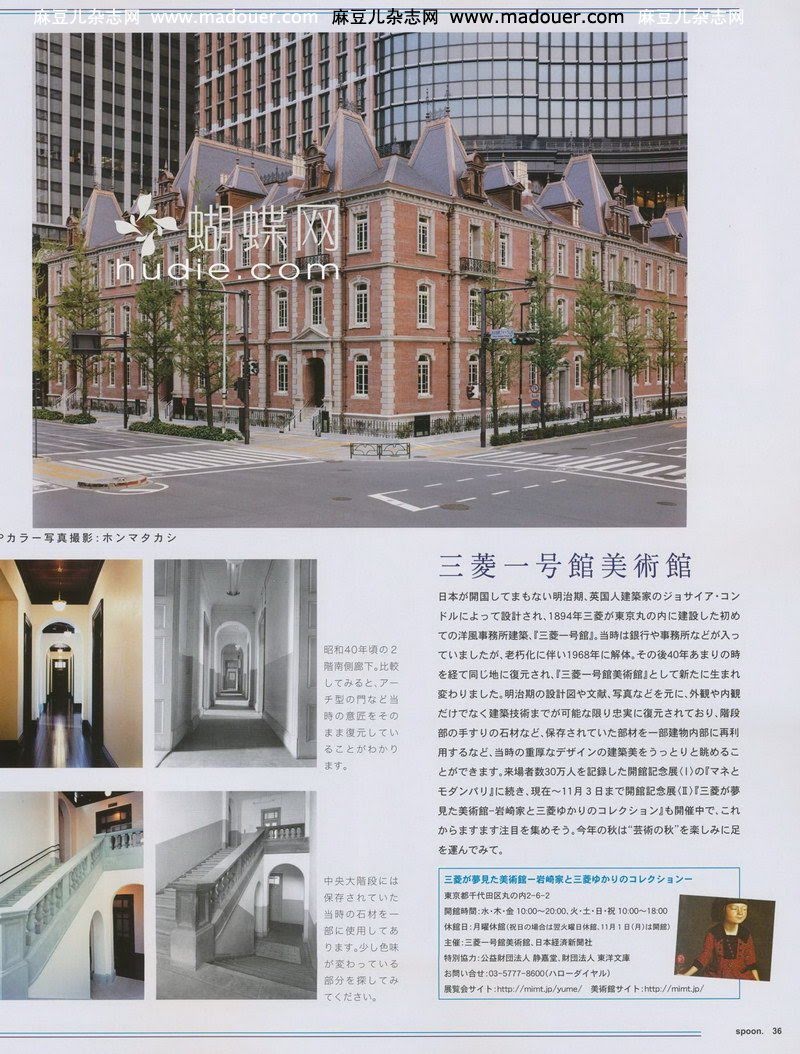 麻豆儿杂志网 www.madouer.com 麻豆儿杂志网 www.madouer.com 麻豆儿杂志网
www.madouer.com
蝴蝶网
hudie.com
Pカラー写真撮影:ホンマタカシ
昭和40年頃の2
階南側廊下。比較
してみると、アー
チ型の門など当
時の意匠をその
まま復元してい
ることがわかり
ます。
中央大階段には
保存されていた
当時の石材を一
部に使用してあ
ります。少し色味
が変わっている
部分を探してみ
てください。
三菱一号館美術館
日本が開国してまもない明治期、英国人建築家のジョサイア・コン
ドルによって設計され、1894年三菱が東京丸の内に建設した初め
ての洋風事務所建築、『三菱一号館』。当時は銀行や事務所などが入っ
ていましたが、老朽化に伴い1968年に解体。その後40年あまりの時
を経て同じ地に復元され、『三菱一号館美術館』として新たに生まれ
変わりました。明治期の設計図や文献、写真などを元に、外観や内観
だけでなく建築技術までが可能な限り忠実に復元されており、階段
部の手すりの石材など、保存されていた部材を一部建物内部に再利
用するなど、当時の重厚なデザインの建築美をうっとりと眺めるこ
とができます。来場者数30万人を記録した開館記念展〈Ⅰ〉の『マネと
モダン・パリ』に続き、現在〜11月3日まで開館記念展〈Ⅱ〉『三菱が夢
見た美術館−岩崎家と三菱ゆかりのコレクション』も開催中で、これ
からますます注目を集めそう。今年の秋は“芸術の秋”を楽しみに足
を運んでみて。
三菱が夢見た美術館ー岩崎家と三菱ゆかりのコレクションー
東京都千代田区丸の内2-6-2
開館時間:水・木・金 10:00〜20:00、火・土・日・祝 10:00〜18:00
休館日:月曜休館(祝日の場合は翌火曜日休館、11月1日(月)は開館)
主催:三菱一号館美術館、日本経済新聞社
特別協力:公益財団法人 静嘉堂、財団法人 東洋文庫
お問い合せ:03-5777-8600(ハローダイヤル)
展覧会サイト:http://mimt.jp/yume/ 美術館サイト:http://mimt.jp/
spoon. 36